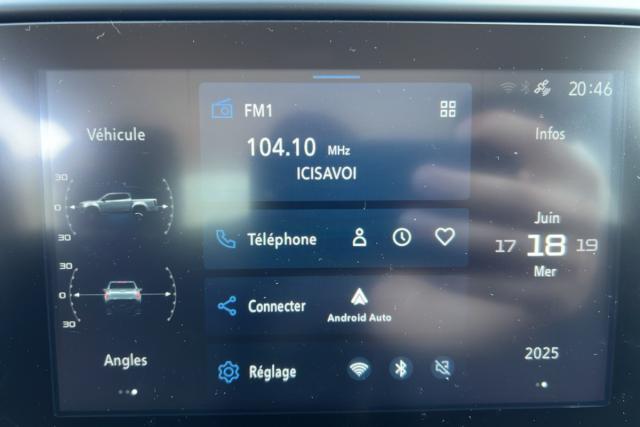 20:46
FM1
104.10 MHz
ICISAVOI
Véhicule
30
0
30
30
0
30
Angles
Téléphone
Connecter
Android Auto
Réglage
Infos
Juin
17 18 19
Mer
2025